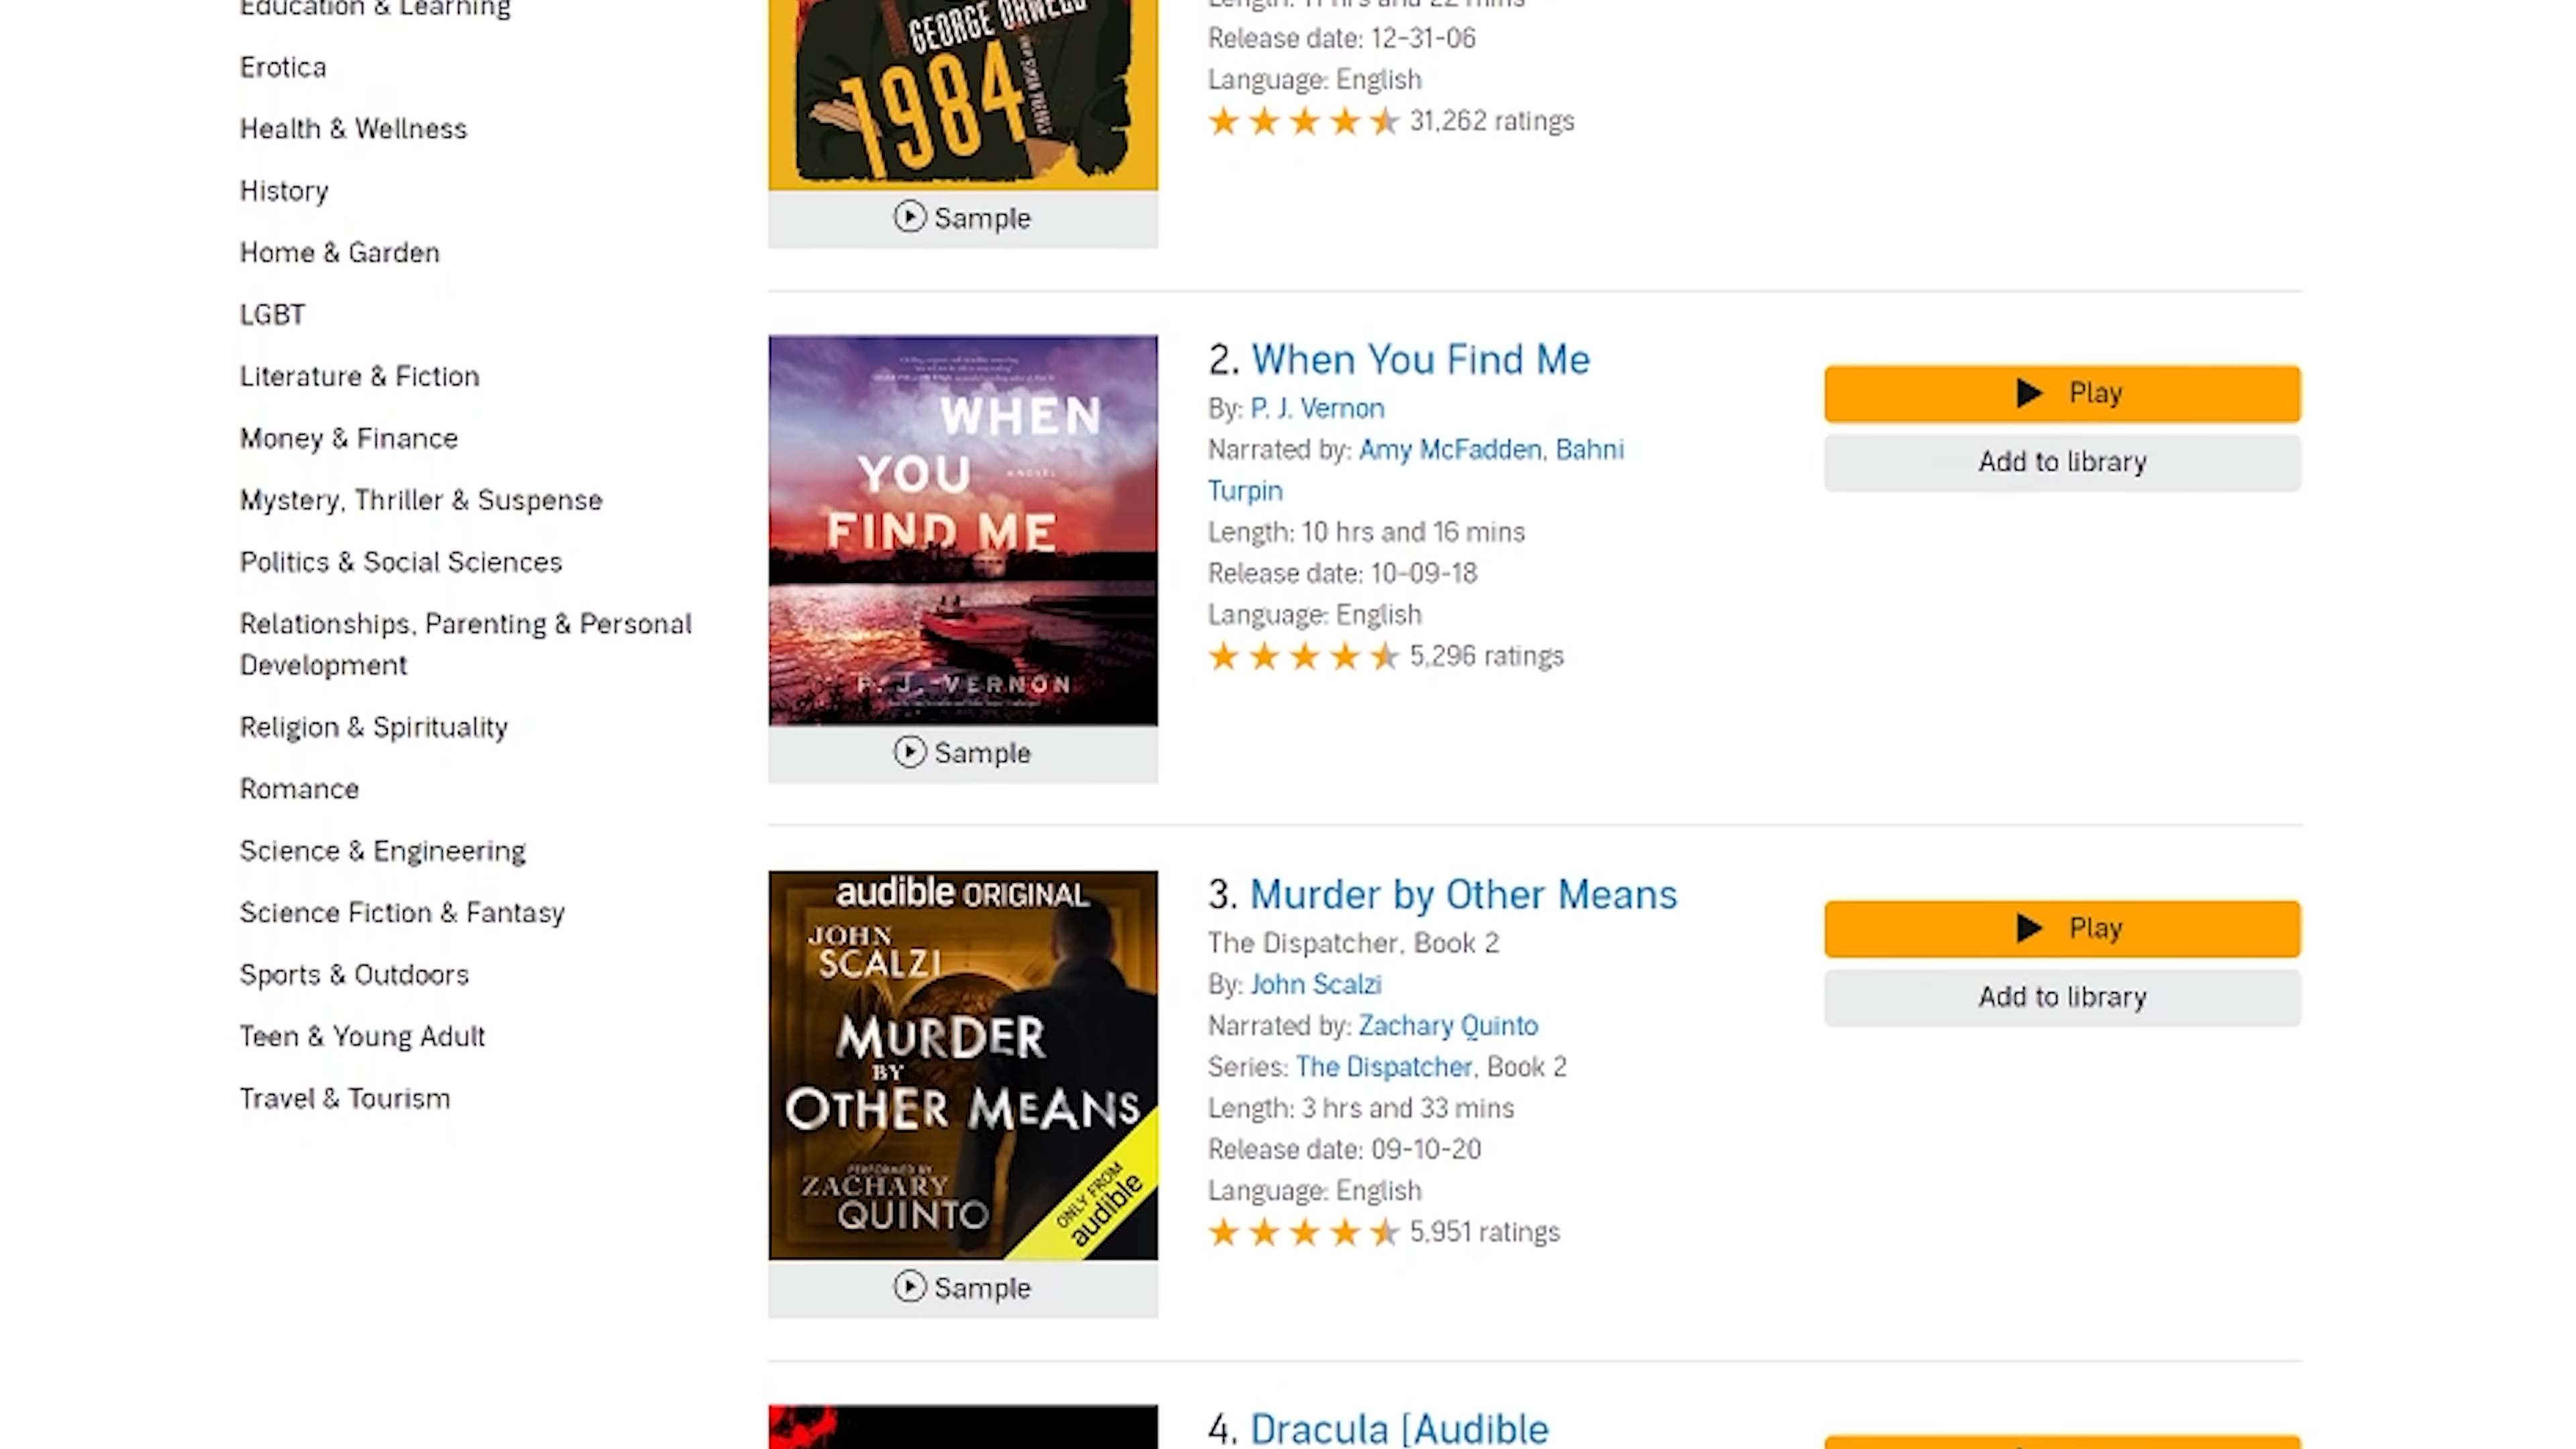 Education & Learning
Erotica
Health & Wellness
History
Home & Garden
LGBT
Literature & Fiction
Money & Finance
Mystery, Thriller & Suspense
Politics & Social Sciences
Relationships, Parenting & Personal
Development
Religion & Spirituality
Romance
Science & Engineering
Science Fiction & Fantasy
Sports & Outdoors
Teen & Young Adult
Travel & Tourism
GEORGE ORWELL
1984
Sample
Length: 11 hrs and 22 mins
Release date: 12-31-06
Language: English
31,262 ratings
WHEN
YOU
A NOVEL
FIND ME
P. J. VERNON
Sample
2. When You Find Me
By: P. J. Vernon
Narrated by: Amy McFadden, Bahni
Turpin
Length: 10 hrs and 16 mins
Release date: 10-09-18
Language: English
5,296 ratings
Play
Add to library
audible ORIGINAL
JOHN
SCALZI
MURDER
BY
OTHER MEANS
PERFORMED BY
ZACHARY
QUINTO
ONLY FROM
audible
Sample
3. Murder by Other Means
The Dispatcher, Book 2
By: John Scalzi
Narrated by: Zachary Quinto
Series: The Dispatcher, Book 2
Length: 3 hrs and 33 mins
Release date: 09-10-20
Language: English
5,951 ratings
Play
Add to library
4. Dracula [Audible